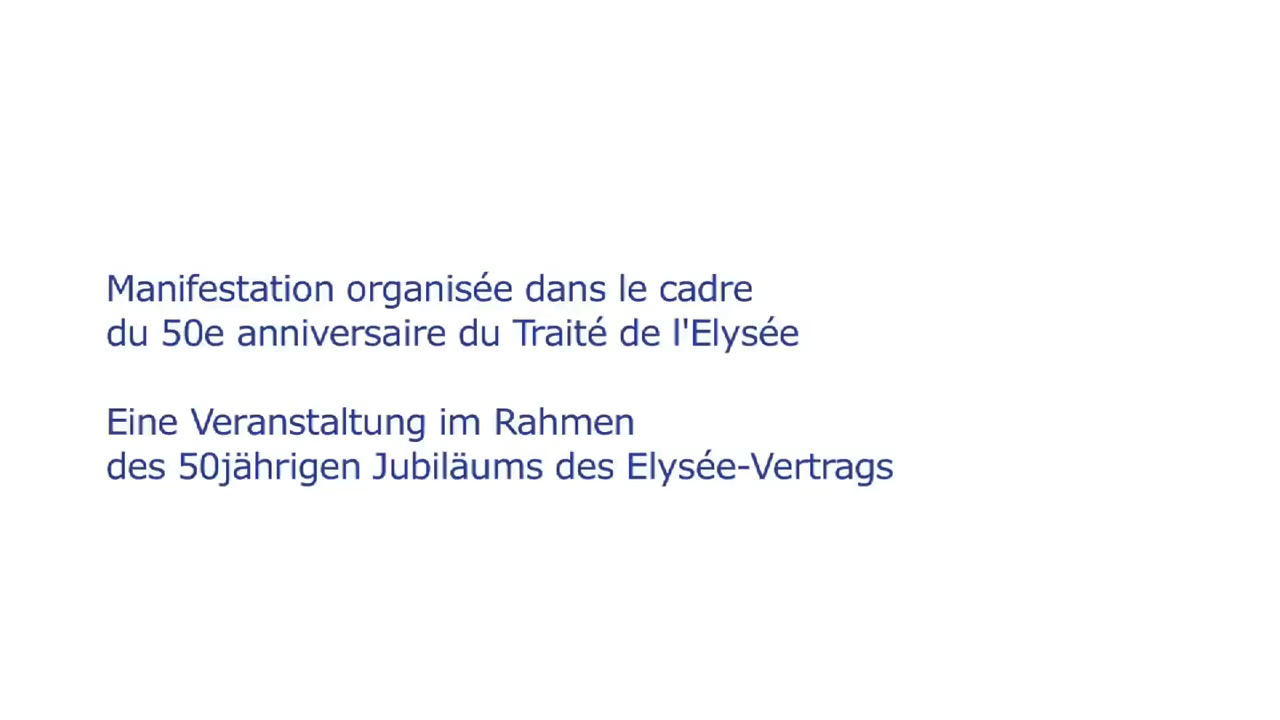 Manifestation organisée dans le cadre
du 50e anniversaire du Traité de l'Elysée
Eine Veranstaltung im Rahmen
des 50jährigen Jubiläums des Elysée-Vertrags